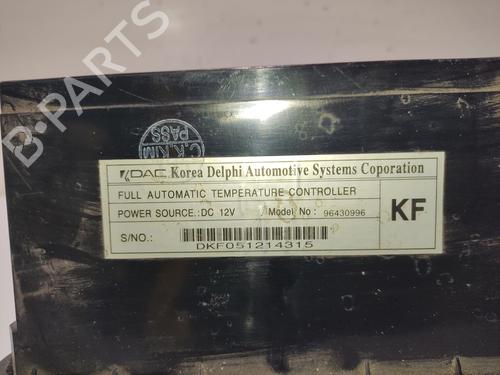 B-PARTS
C.K.KM
PASS
KDAC Korea Delphi Automotive Systems Coporation
FULL AUTOMATIC TEMPERATURE CONTROLLER
POWER SOURCE: DC 12V Model No : 96430996
KF
S/NO.:
DKF051214315